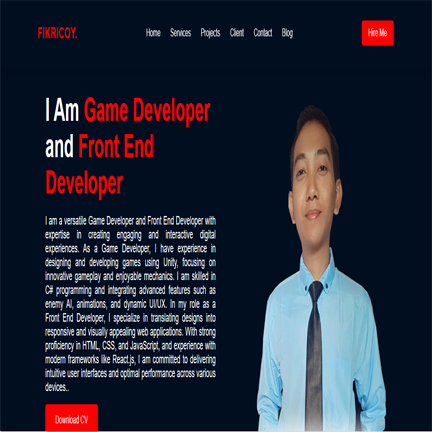 FIKRICOY.
Home Services Projects Client Contact Blog
Hire Me
I Am Game Developer
and Front End
Developer
I am a versatile Game Developer and Front End Developer with
expertise in creating engaging and interactive digital
experiences. As a Game Developer, I have experience in
designing and developing games using Unity, focusing on
innovative gameplay and enjoyable mechanics. I am skilled in
C# programming and integrating advanced features such as
enemy AI, animations, and dynamic UI/UX. In my role as a
Front End Developer, I specialize in translating designs into
responsive and visually appealing web applications. With strong
proficiency in HTML, CSS, and JavaScript, and experience with
modern frameworks like React.js, I am committed to delivering
intuitive user interfaces and optimal performance across various
devices..
Download CV